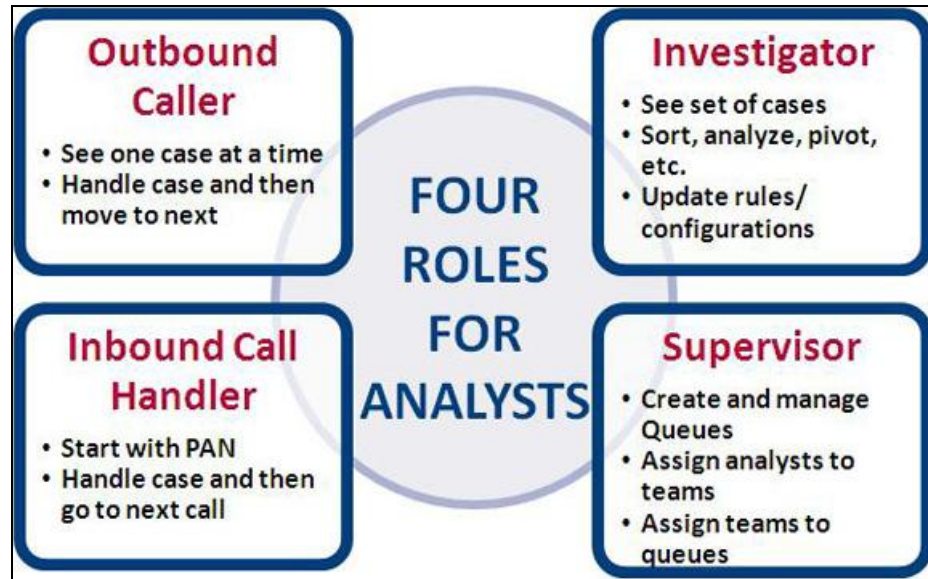 Outbound
Caller
• See one case at a time
• Handle case and then
move to next
Investigator
• See set of cases
• Sort, analyze, pivot,
etc.
• Update rules/
configurations
FOUR
ROLES
FOR
ANALYSTS
Inbound Call
Handler
• Start with PAN
• Handle case and then
go to next call
Supervisor
• Create and manage
Queues
• Assign analysts to
teams
• Assign teams to
queues